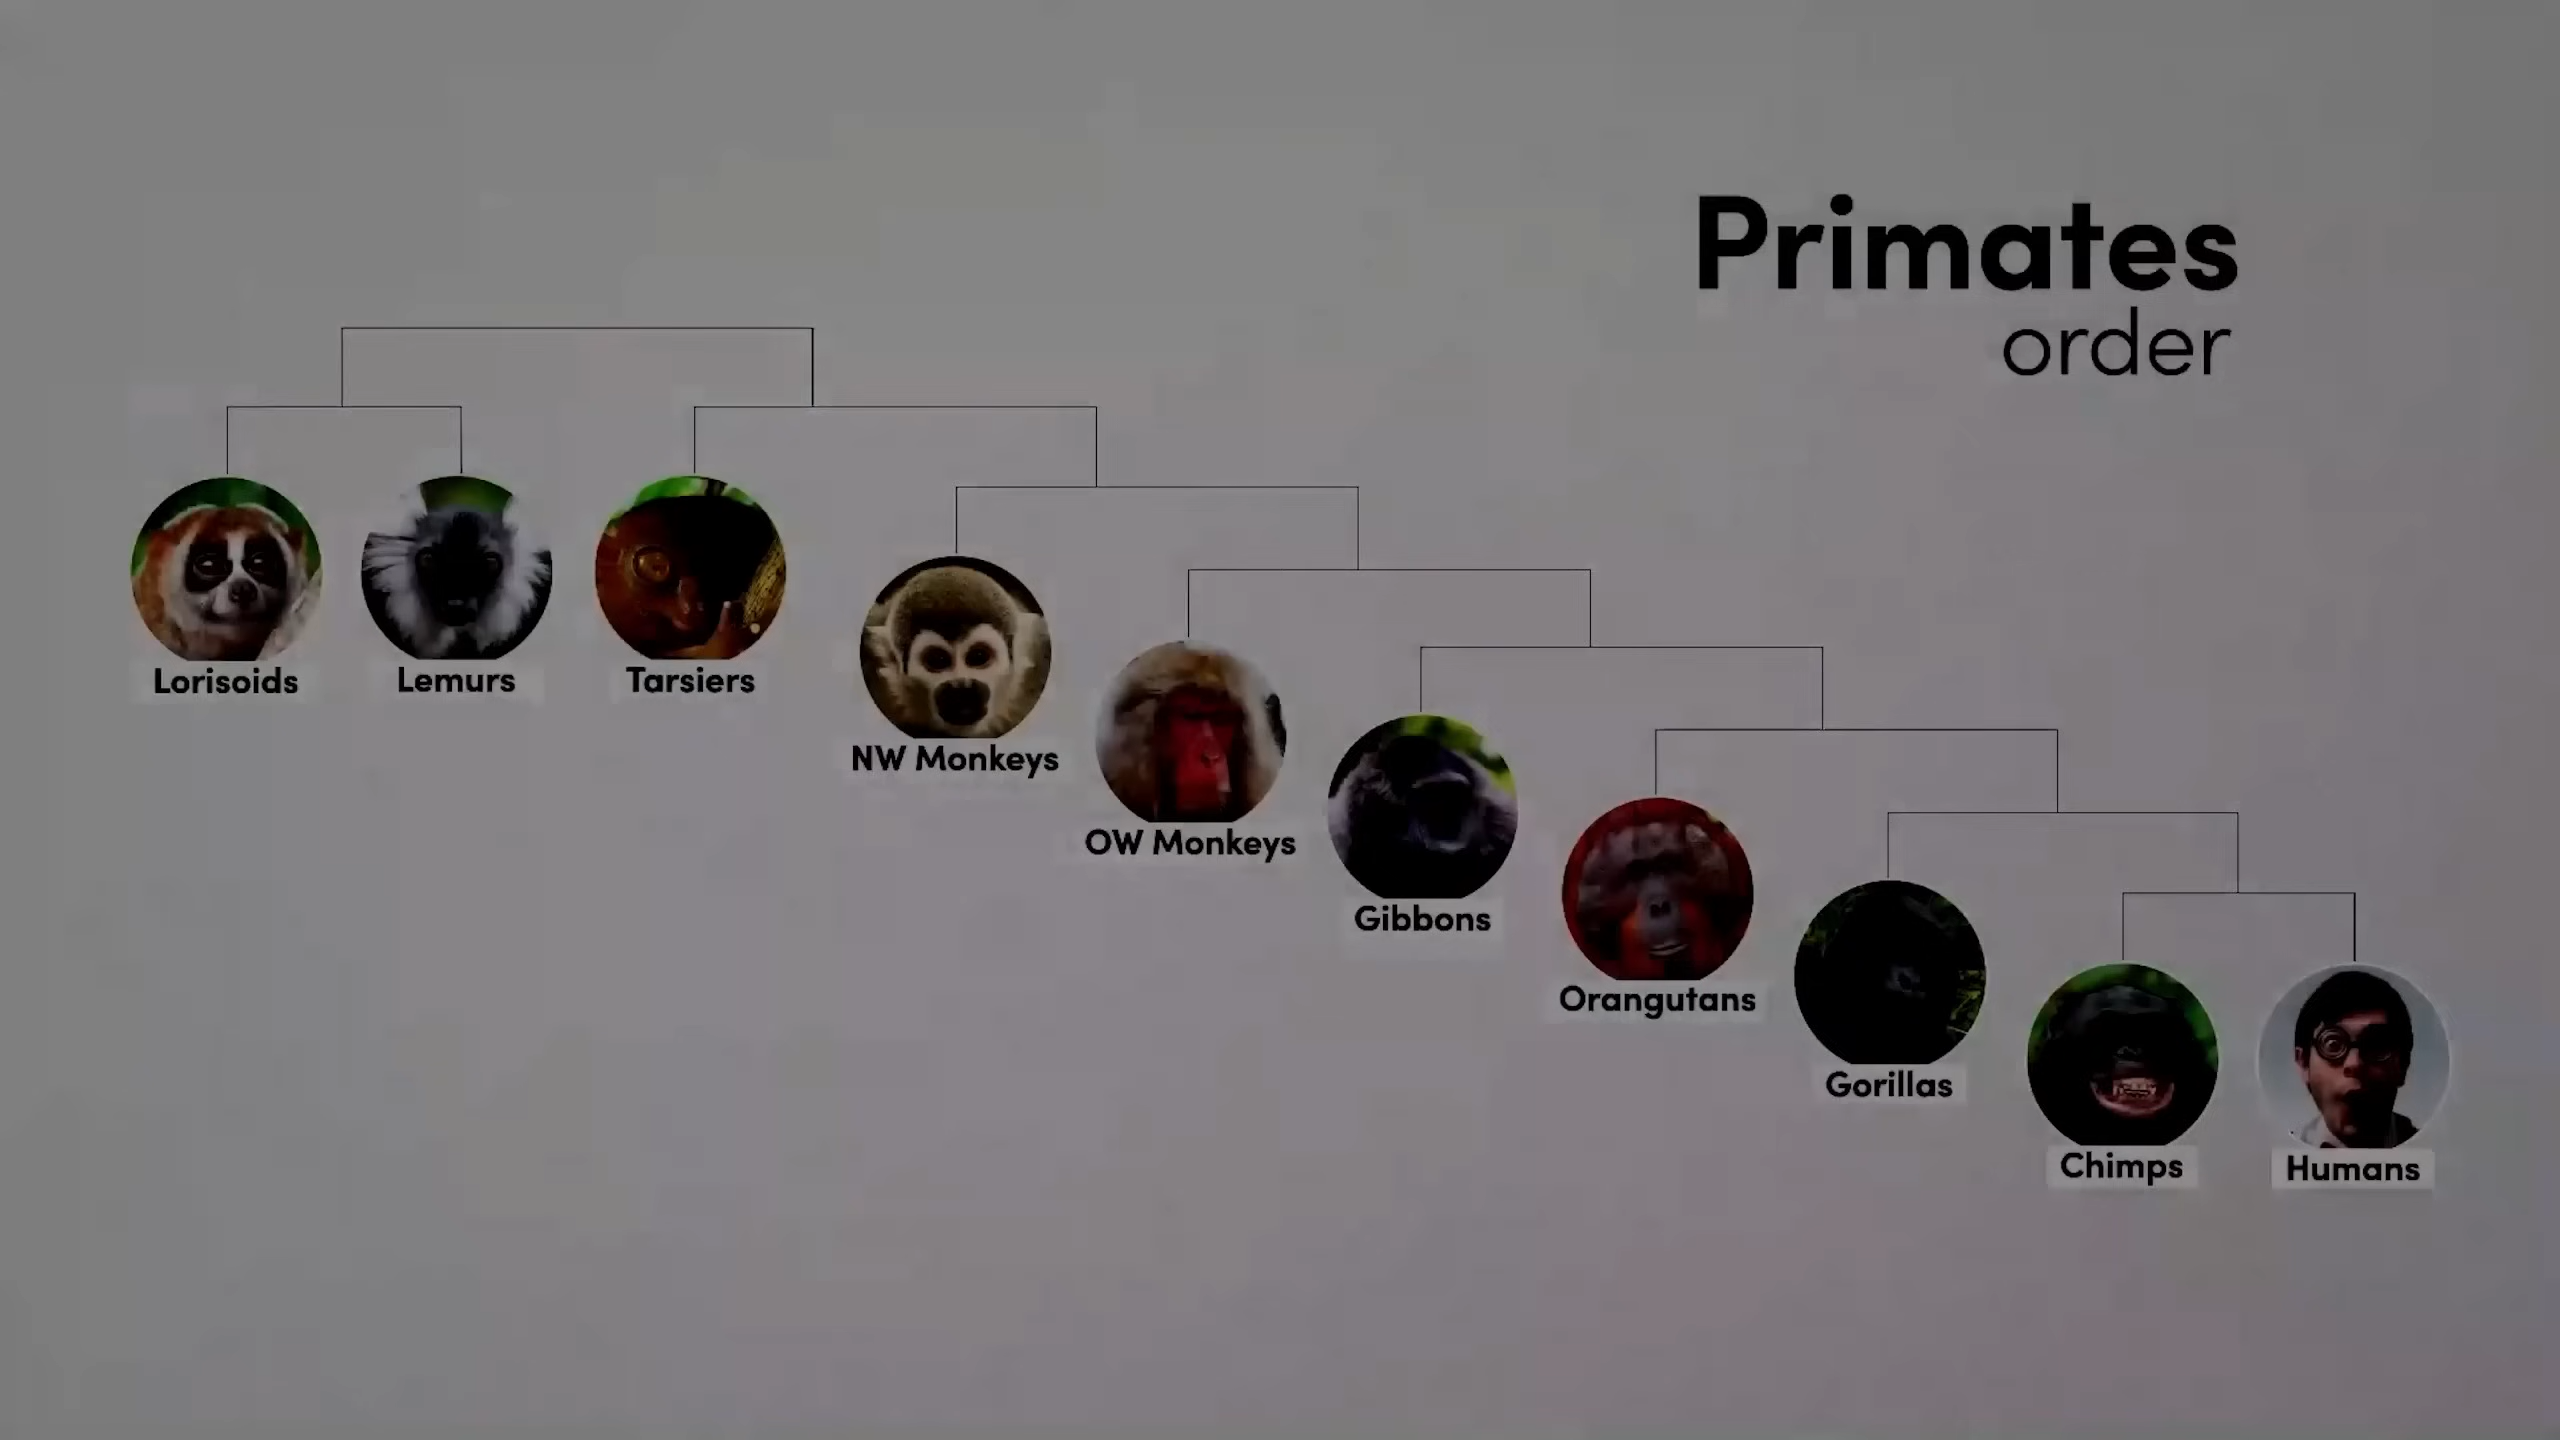 Primates
order
Lorisoids
Lemurs
Tarsiers
NW Monkeys
OW Monkeys
Gibbons
Orangutans
Gorillas
Chimps
Humans